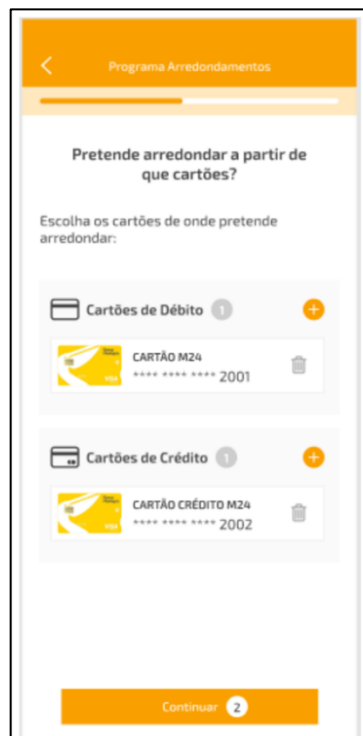 Programa Arredondamentos
Pretende arredondar a partir de
que cartões?
Escolha os cartões de onde pretende
arredondar:
Cartões de Débito 1
CARTÃO M24
**** **** **** 2001
Cartões de Crédito 1
CARTÃO CRÉDITO M24
**** **** **** 2002
Continuar 2